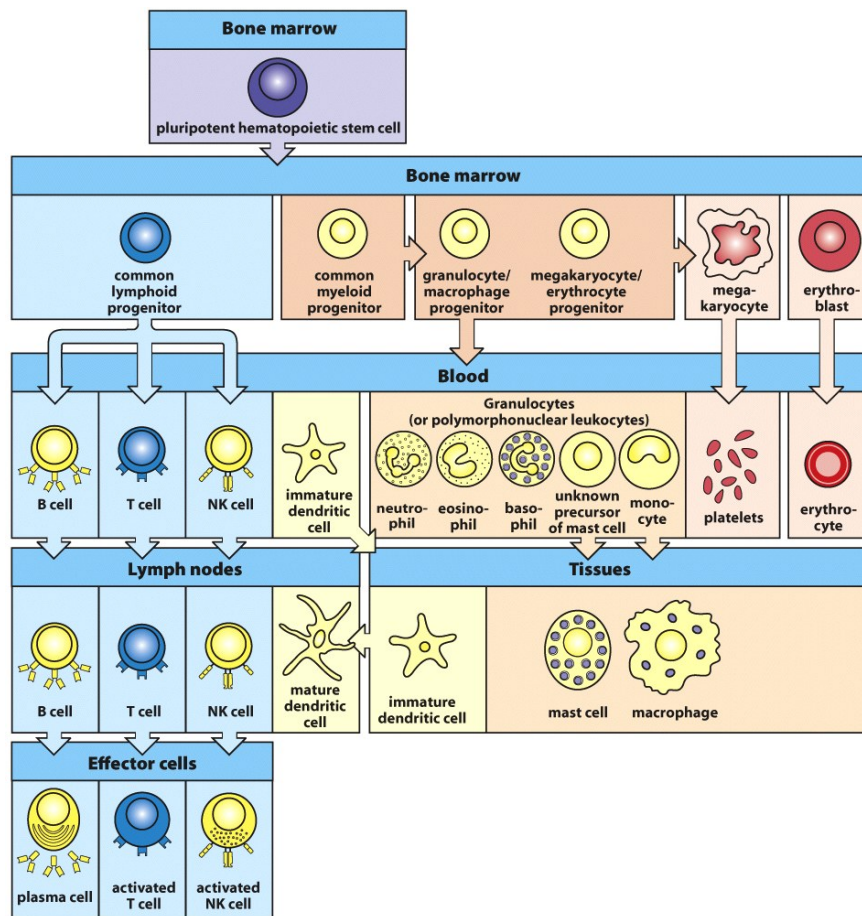 Bone marrow
pluripotent hematopoietic stem cell
Bone marrow
common
lymphoid
progenitor
common
myeloid
progenitor
granulocyte/
macrophage
progenitor
megakaryocyte/
erythrocyte
progenitor
mega-
karyocyte
erythro-
blast
Blood
B cell
T cell
NK cell
immature
dendritic
cell
Granulocytes
(or polymorphonuclear leukocytes)
neutro-
phil
eosino-
phil
baso-
phil
unknown
precursor
of mast cell
mono-
cyte
platelets
erythro-
cyte
Lymph nodes
B cell
T cell
NK cell
mature
dendritic
cell
Tissues
immature
dendritic cell
mast cell
macrophage
Effector cells
plasma cell
activated
T cell
activated
NK cell